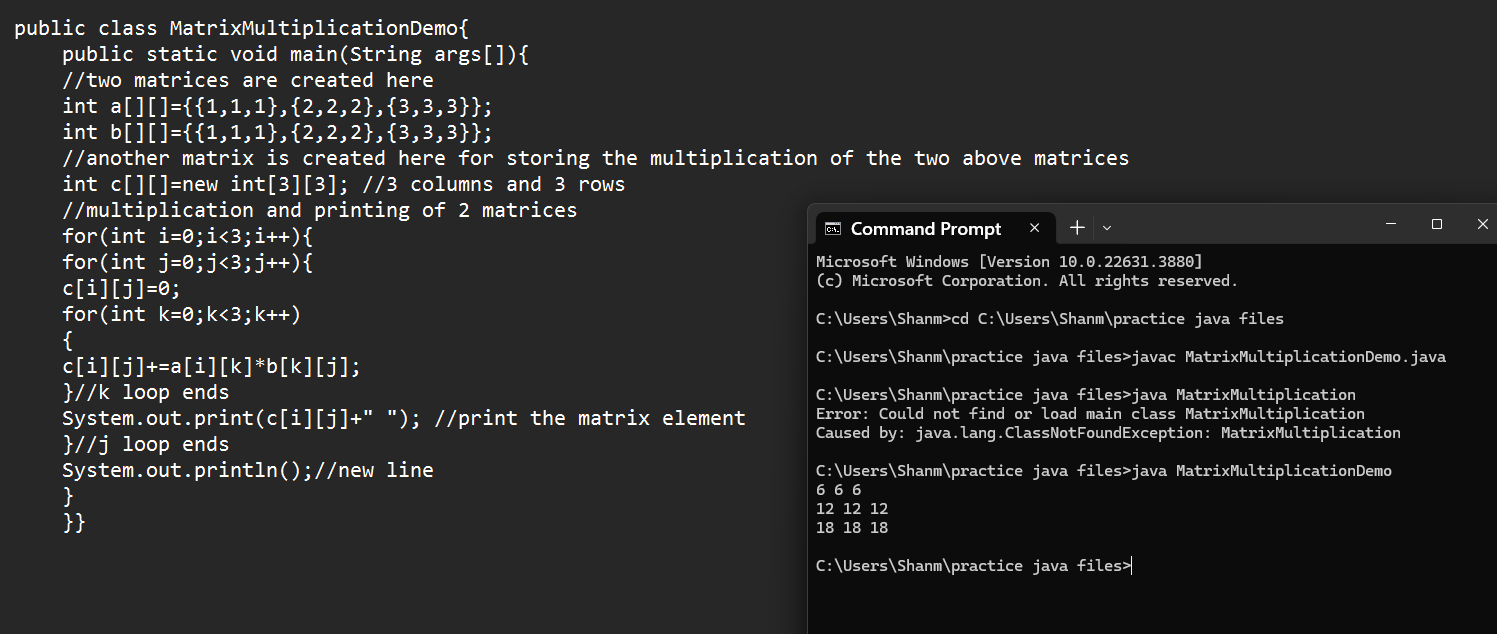 public class MatrixMultiplicationDemo{
public static void main(String args[]){
//two matrices are created here
int a[][]={{1,1,1},{2,2,2},{3,3,3}};
int b[][]={{1,1,1},{2,2,2},{3,3,3}};
//another matrix is created here for storing the multiplication of the two above matrices
int c[][]=new int[3][3]; //3 columns and 3 rows
//multiplication and printing of 2 matrices
for(int i=0;i<3;i++){
for(int j=0;j<3;j++){
c[i][j]=0;
for(int k=0;k<3;k++)
{
c[i][j]+=a[i][k]*b[k][j];
}//k loop ends
System.out.print(c[i][j]+" "); //print the matrix element
}//j loop ends
System.out.println();//new line
}
}}
Command Prompt
Microsoft Windows [Version 10.0.22631.3880]
(c) Microsoft Corporation. All rights reserved.
C:\Users\Shanm>cd C:\Users\Shanm\practice java files
C:\Users\Shanm\practice java files>javac MatrixMultiplicationDemo.java
C:\Users\Shanm\practice java files>java MatrixMultiplication
Error: Could not find or load main class MatrixMultiplication
Caused by: java.lang.ClassNotFoundException: MatrixMultiplication
C:\Users\Shanm\practice java files>java MatrixMultiplicationDemo
6 6 6
12 12 12
18 18 18
C:\Users\Shanm\practice java files>